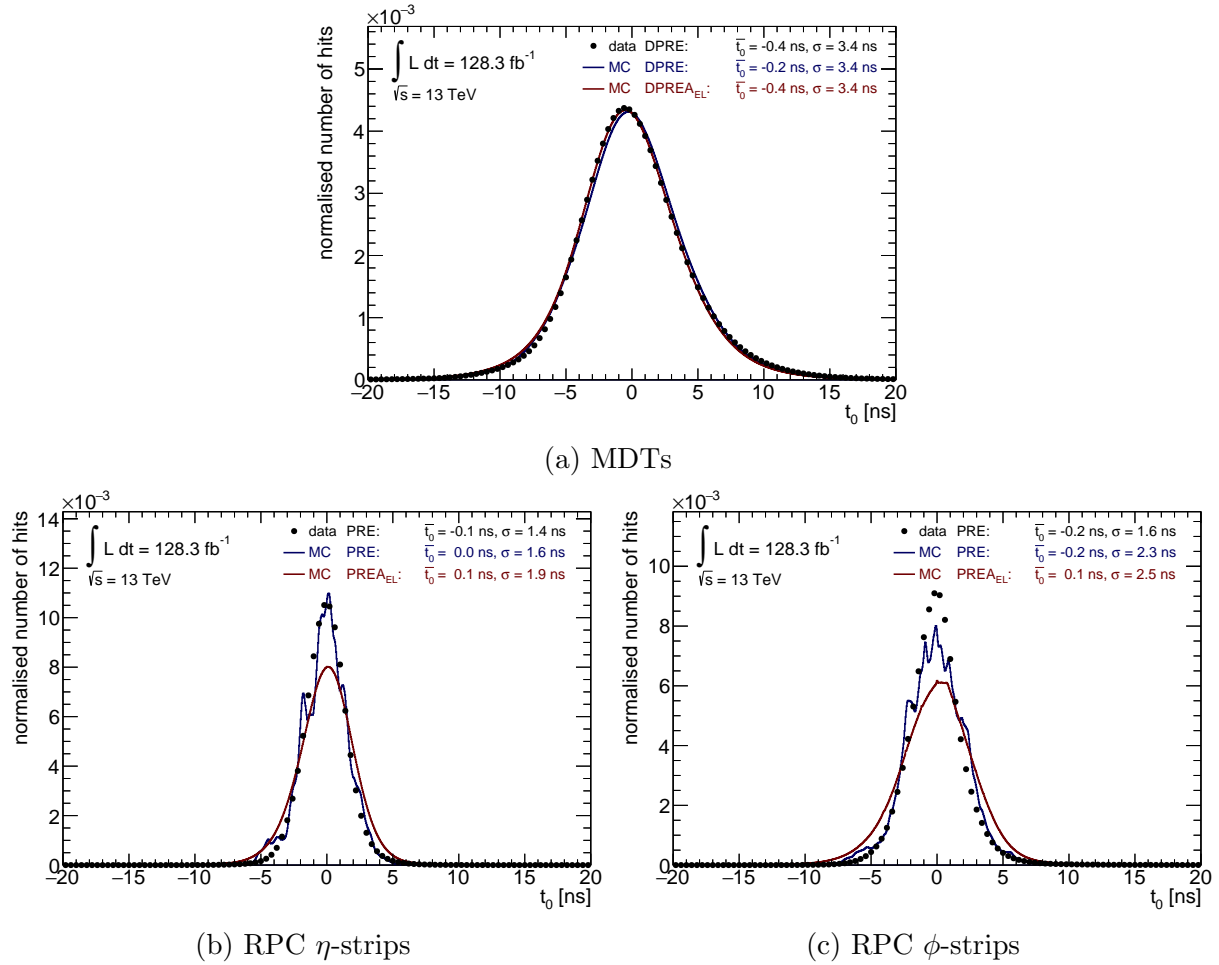 ×10⁻³
normalised number of hits
∫ L dt = 128.3 fb⁻¹
√s = 13 TeV
data DPRE: t̄₀ = -0.4 ns, σ = 3.4 ns
MC DPRE: t̄₀ = -0.2 ns, σ = 3.4 ns
MC DPREA_EL: t̄₀ = -0.4 ns, σ = 3.4 ns
5
4
3
2
1
0
−20 −15 −10 −5 0 5 10 15 20
t₀ [ns]
(a) MDTs
×10⁻³
normalised number of hits
∫ L dt = 128.3 fb⁻¹
√s = 13 TeV
data PRE: t̄₀ = -0.1 ns, σ = 1.4 ns
MC PRE: t̄₀ = 0.0 ns, σ = 1.6 ns
MC PREA_EL: t̄₀ = 0.1 ns, σ = 1.9 ns
14
12
10
8
6
4
2
0
−20 −15 −10 −5 0 5 10 15 20
t₀ [ns]
(b) RPC η-strips
×10⁻³
normalised number of hits
∫ L dt = 128.3 fb⁻¹
√s = 13 TeV
data PRE: t̄₀ = -0.2 ns, σ = 1.6 ns
MC PRE: t̄₀ = -0.2 ns, σ = 2.3 ns
MC PREA_EL: t̄₀ = 0.1 ns, σ = 2.5 ns
10
8
6
4
2
0
−20 −15 −10 −5 0 5 10 15 20
t₀ [ns]
(c) RPC ϕ-strips